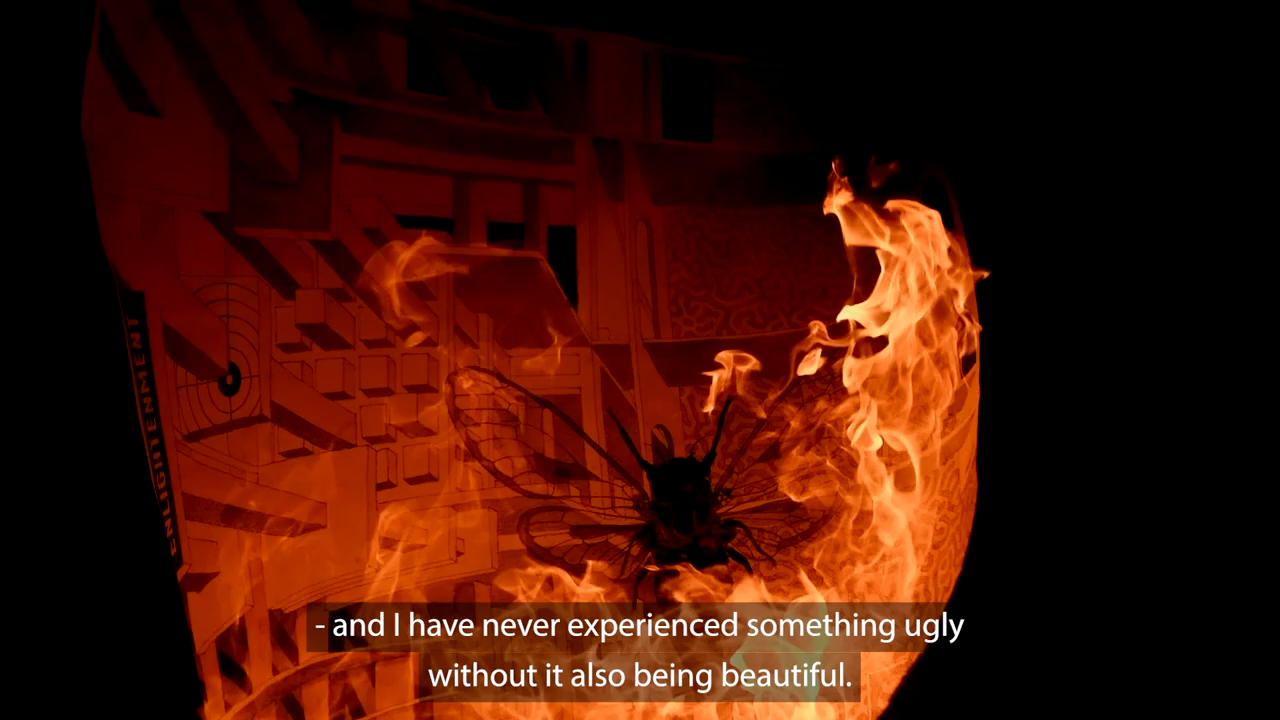 ENLIGHTENMENT
- and I have never experienced something ugly
without it also being beautiful.